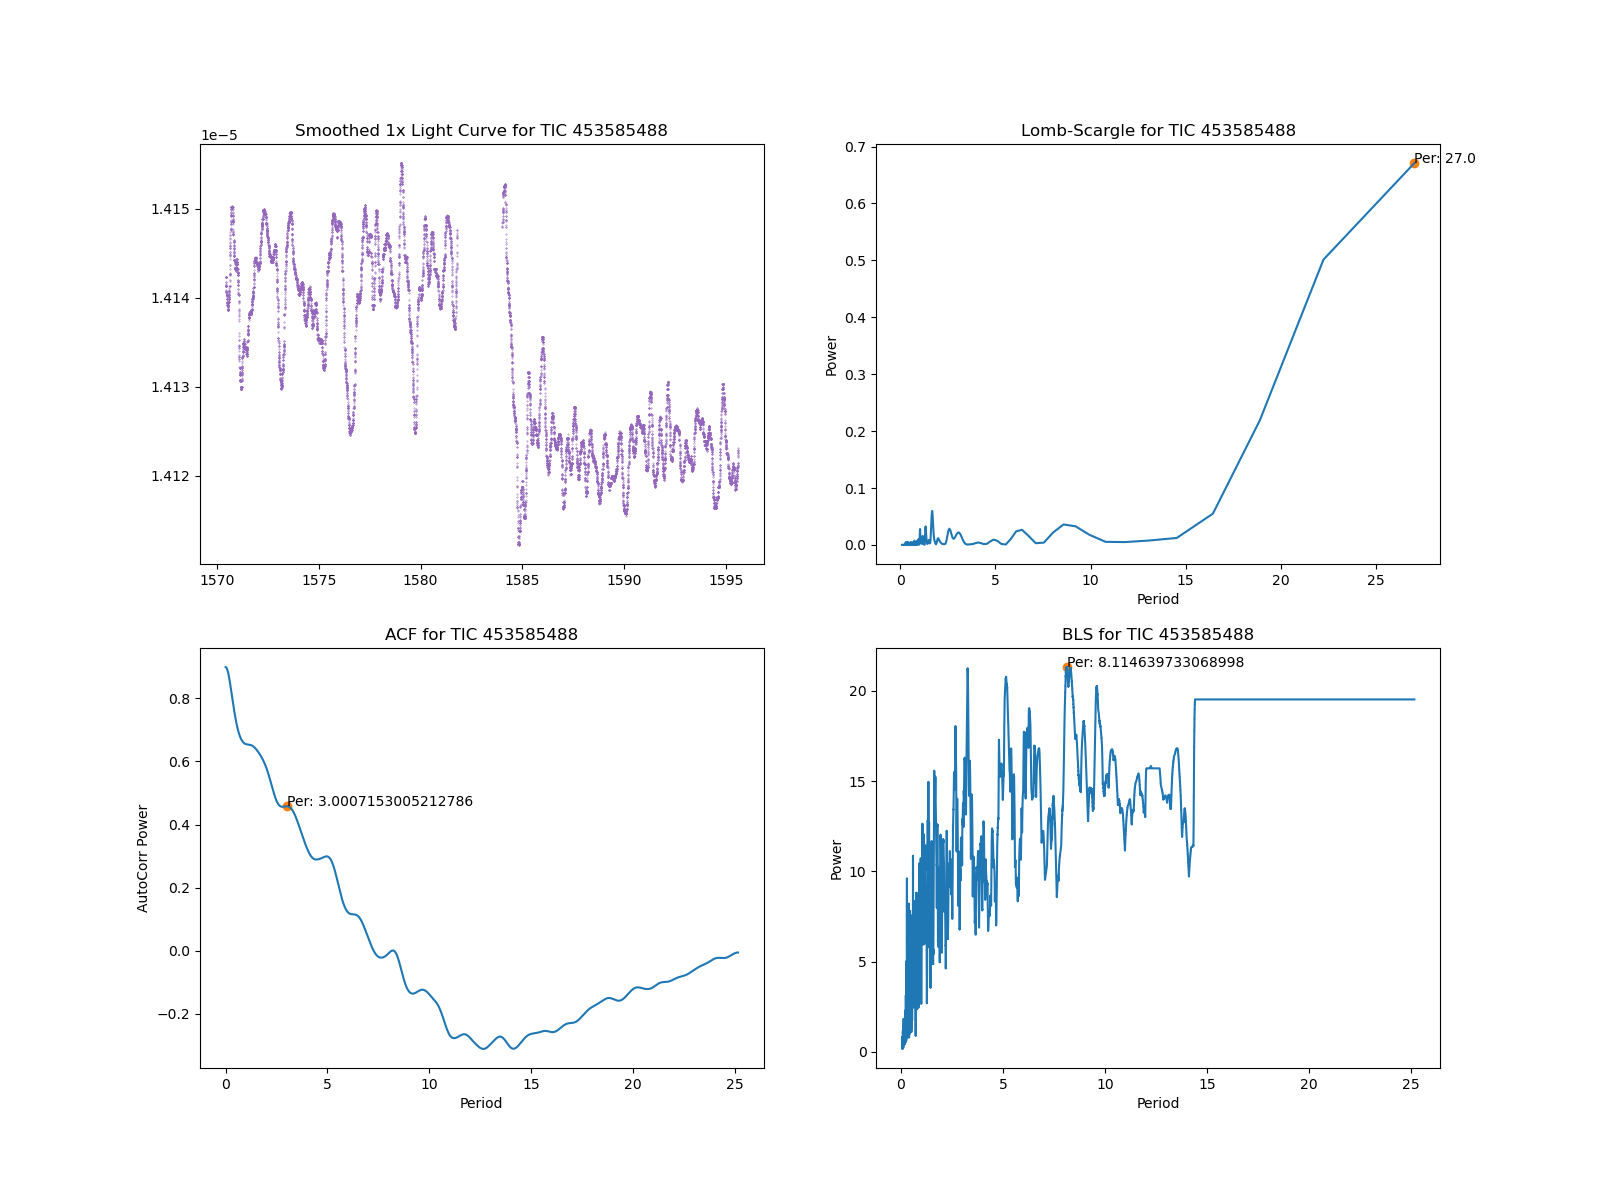 Smoothed 1x Light Curve for TIC 453585488
1e−5
1.415
1.414
1.413
1.412
1570 1575 1580 1585 1590 1595
Lomb-Scargle for TIC 453585488
Per: 27.0
Power
0.7
0.6
0.5
0.4
0.3
0.2
0.1
0.0
0 5 10 15 20 25
Period
ACF for TIC 453585488
Per: 3.0007153005212786
AutoCorr Power
0.8
0.6
0.4
0.2
0.0
−0.2
0 5 10 15 20 25
Period
BLS for TIC 453585488
Per: 8.114639733068998
Power
20
15
10
5
0
0 5 10 15 20 25
Period